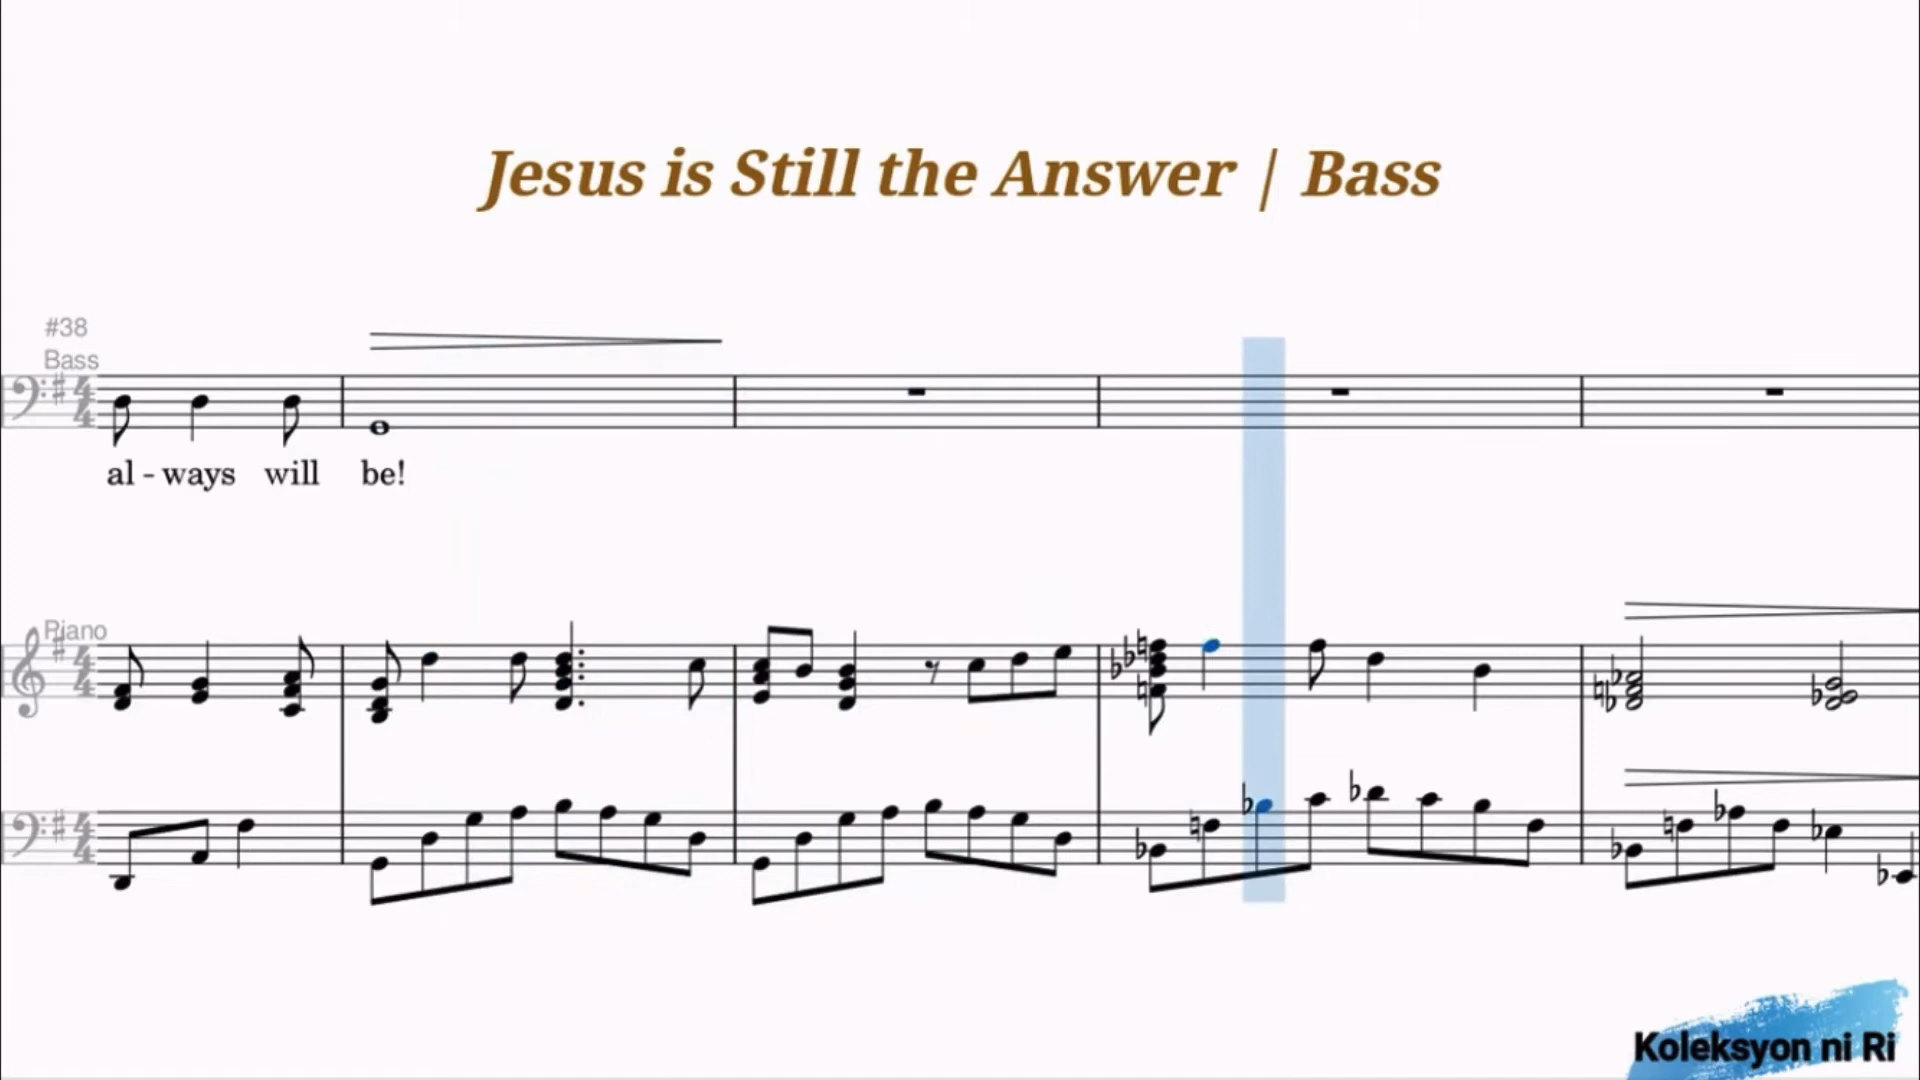 Jesus is Still the Answer | Bass
#38
Bass
al - ways will be!
Piano
Koleksyon ni Ri